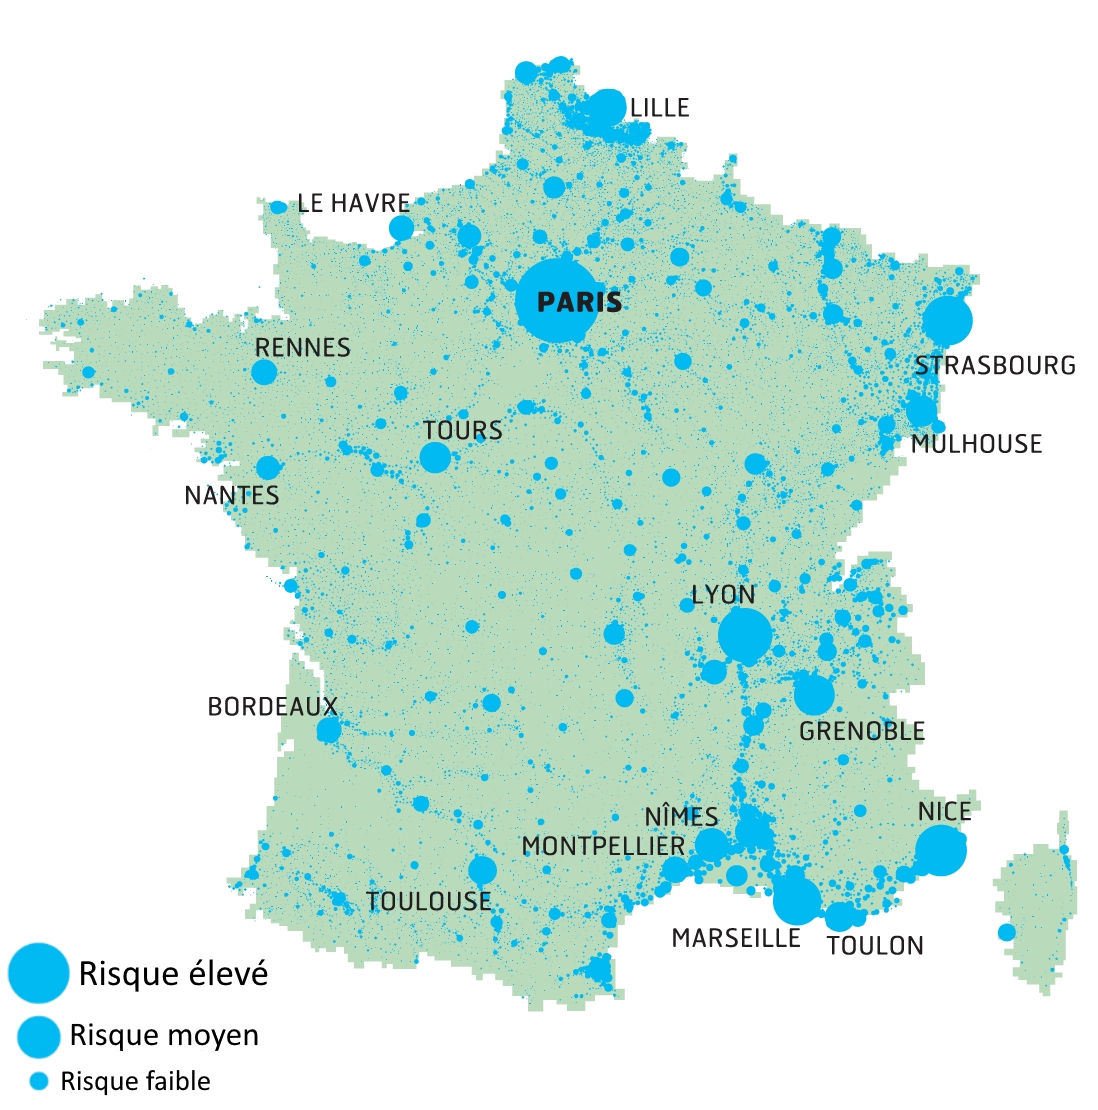 LILLE
LE HAVRE
PARIS
RENNES
STRASBOURG
TOURS
MULHOUSE
NANTES
LYON
BORDEAUX
GRENOBLE
NICE
NÎMES
MONTPELLIER
TOULOUSE
MARSEILLE
TOULON
Risque élevé
Risque moyen
Risque faible